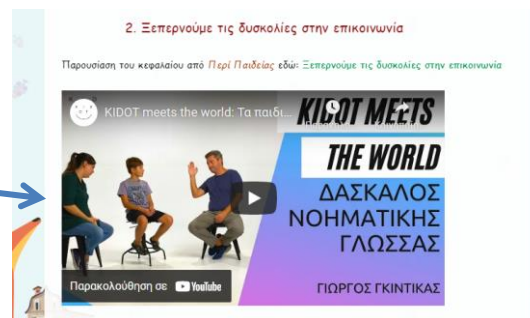 2. Ξεπερνούμε τις δυσκολίες στην επικοινωνία
Παρουσίαση του κεφαλαίου από Περί Παιδείας εδώ: Ξεπερνούμε τις δυσκολίες στην επικοινωνία
KIDOT meets the world: Τα παιδι...
KIDOT MEETS
THE WORLD
ΔΑΣΚΑΛΟΣ
ΝΟΗΜΑΤΙΚΗΣ
ΓΛΩΣΣΑΣ
ΓΙΩΡΓΟΣ ΓΚΙΝΤΙΚΑΣ
Παρακολούθηση σε YouTube